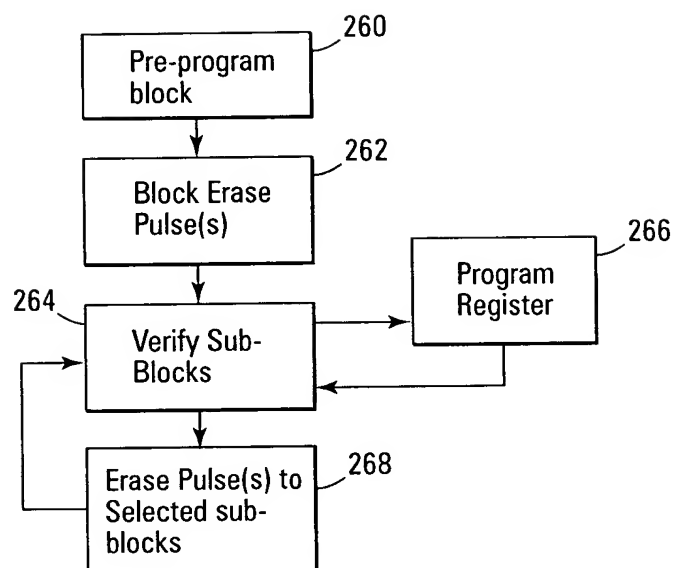 260
Pre-program
block
262
Block Erase
Pulse(s)
264
Verify Sub-
Blocks
266
Program
Register
268
Erase Pulse(s) to
Selected sub-
blocks